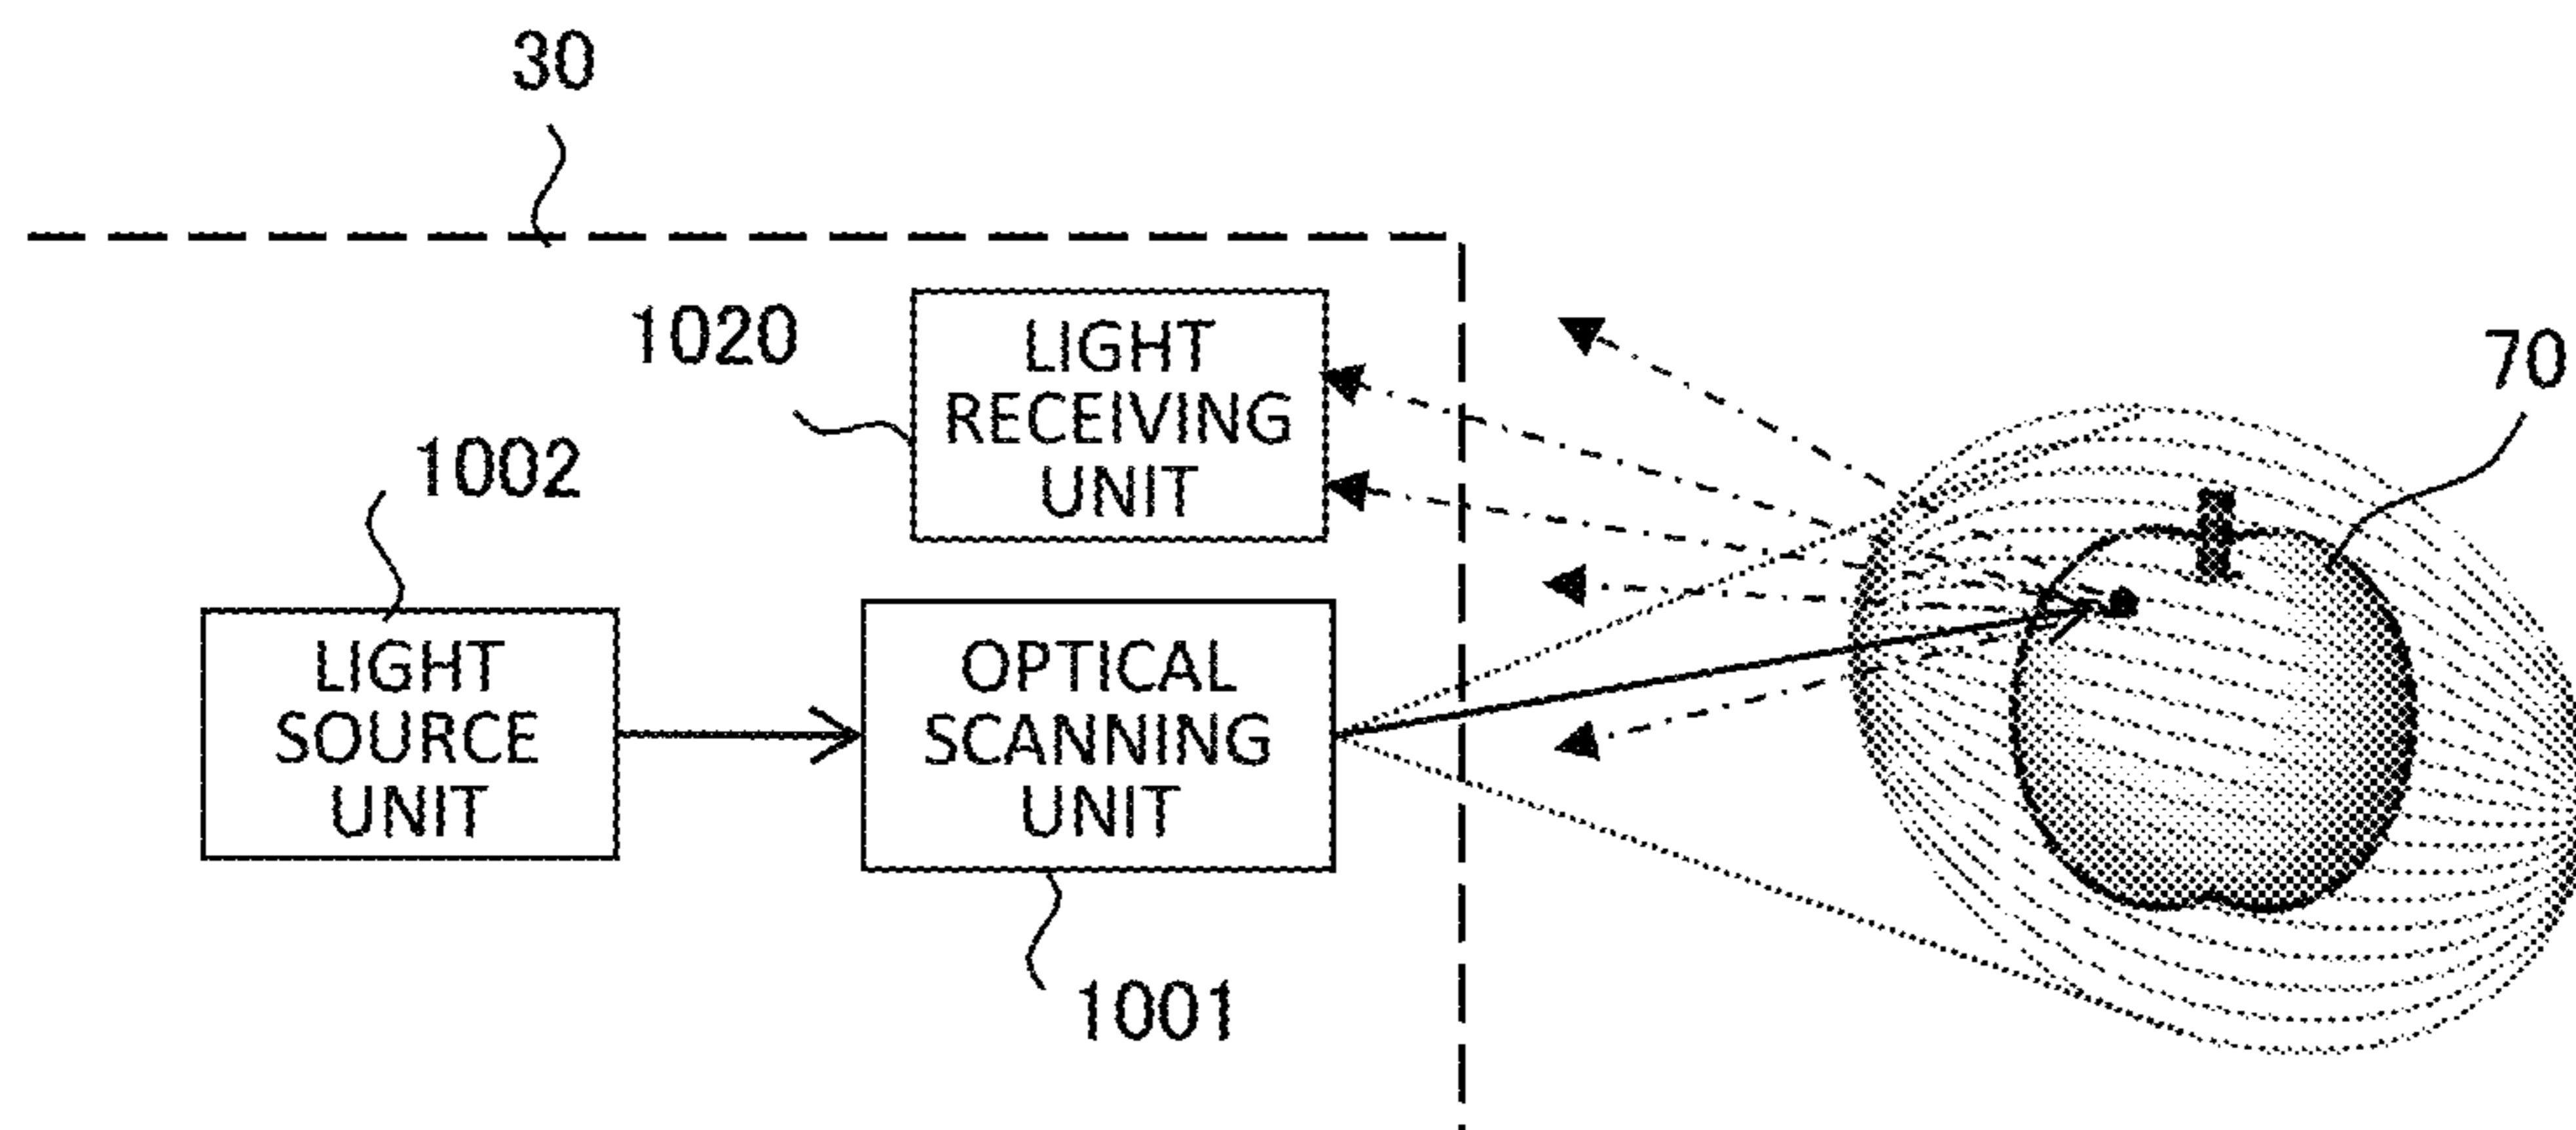 30
1020
LIGHT
RECEIVING
UNIT
70
1002
LIGHT
SOURCE
UNIT
OPTICAL
SCANNING
UNIT
1001